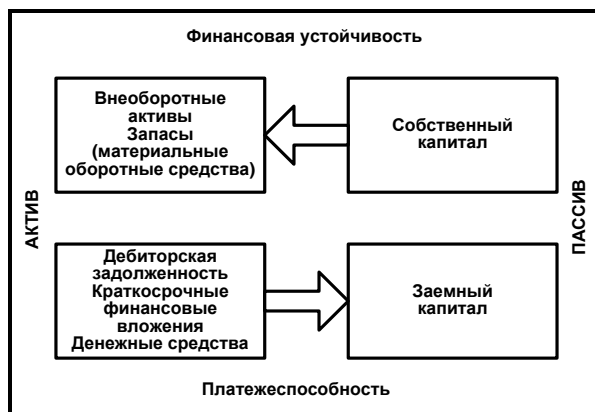 Финансовая устойчивость
АКТИВ
Внеоборотные
активы
Запасы
(материальные
оборотные средства)
Собственный
капитал
ПАССИВ
Дебиторская
задолженность
Краткосрочные
финансовые
вложения
Денежные средства
Заемный
капитал
Платежеспособность